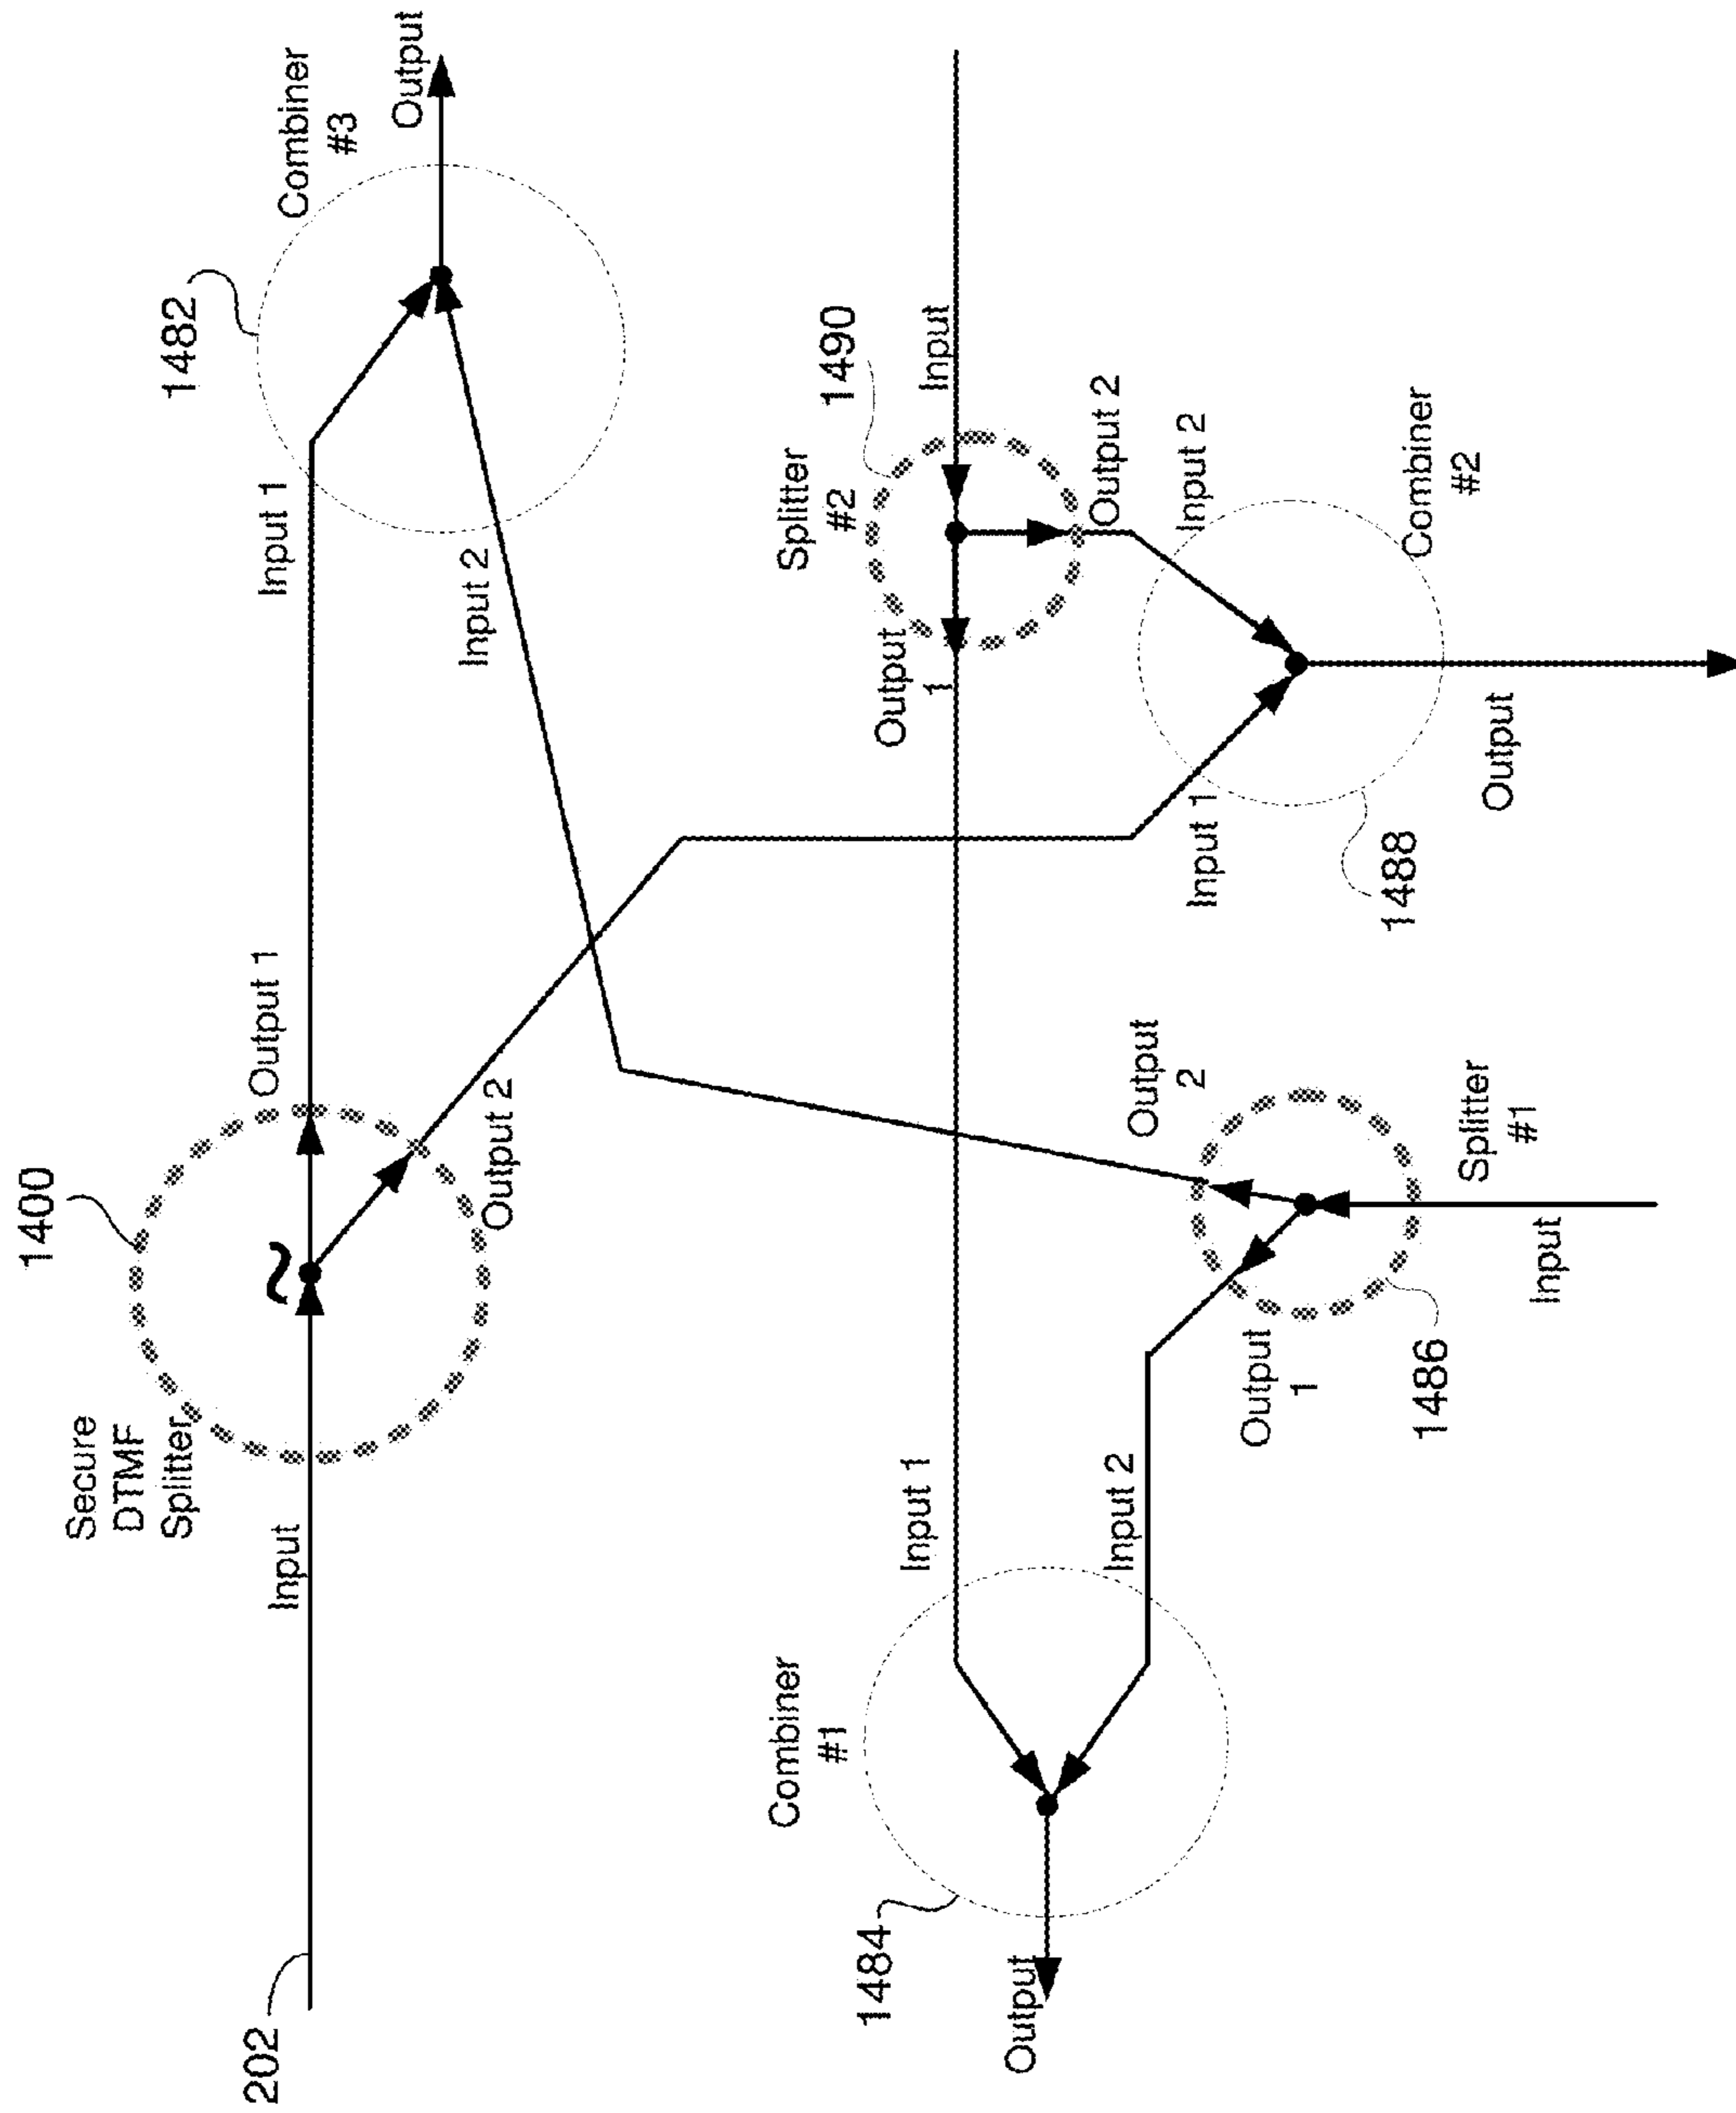 1400
Secure
DTMF
Splitter
202
Input
Output 1
Output 2
1482
Combiner
#3
Input 1
Input 2
Output
Combiner
#1
1484
Input 1
Input 2
Output
Splitter
#2
1490
Input
Output
1
Output 2
Output
2
Output
1
1486
Splitter
#1
Input
Input 1
Input 2
Combiner
#2
1488
Output